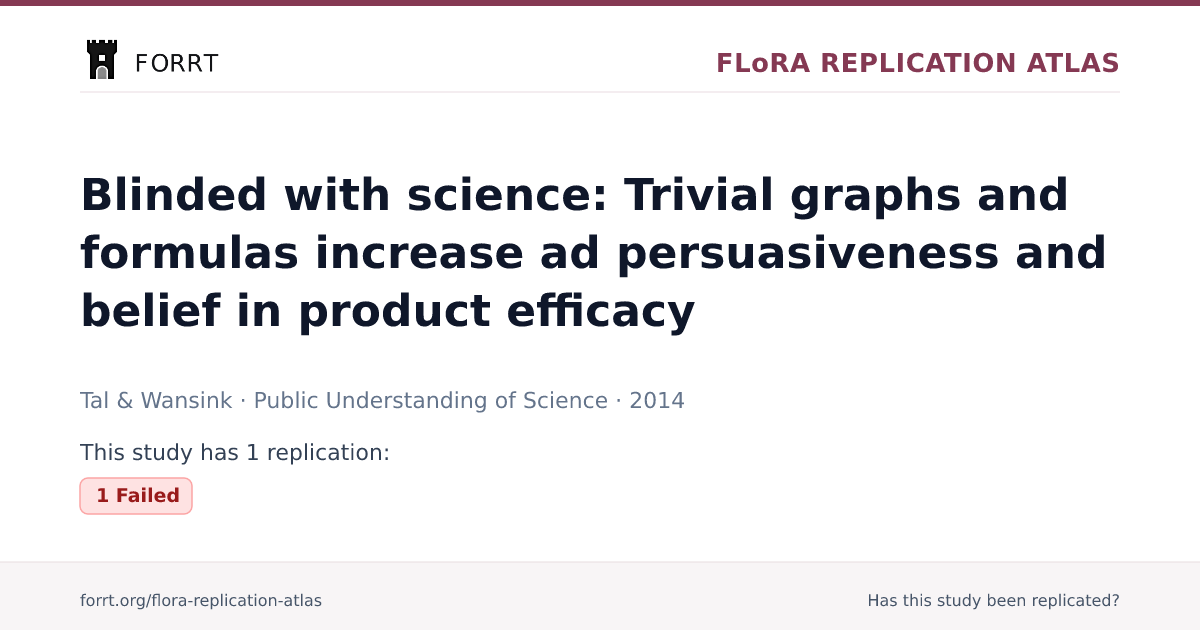 FORRT
FLoRA REPLICATION ATLAS
Blinded with science: Trivial graphs and
formulas increase ad persuasiveness and
belief in product efficacy
Tal & Wansink · Public Understanding of Science · 2014
This study has 1 replication:
1 Failed
forrt.org/flora-replication-atlas
Has this study been replicated?